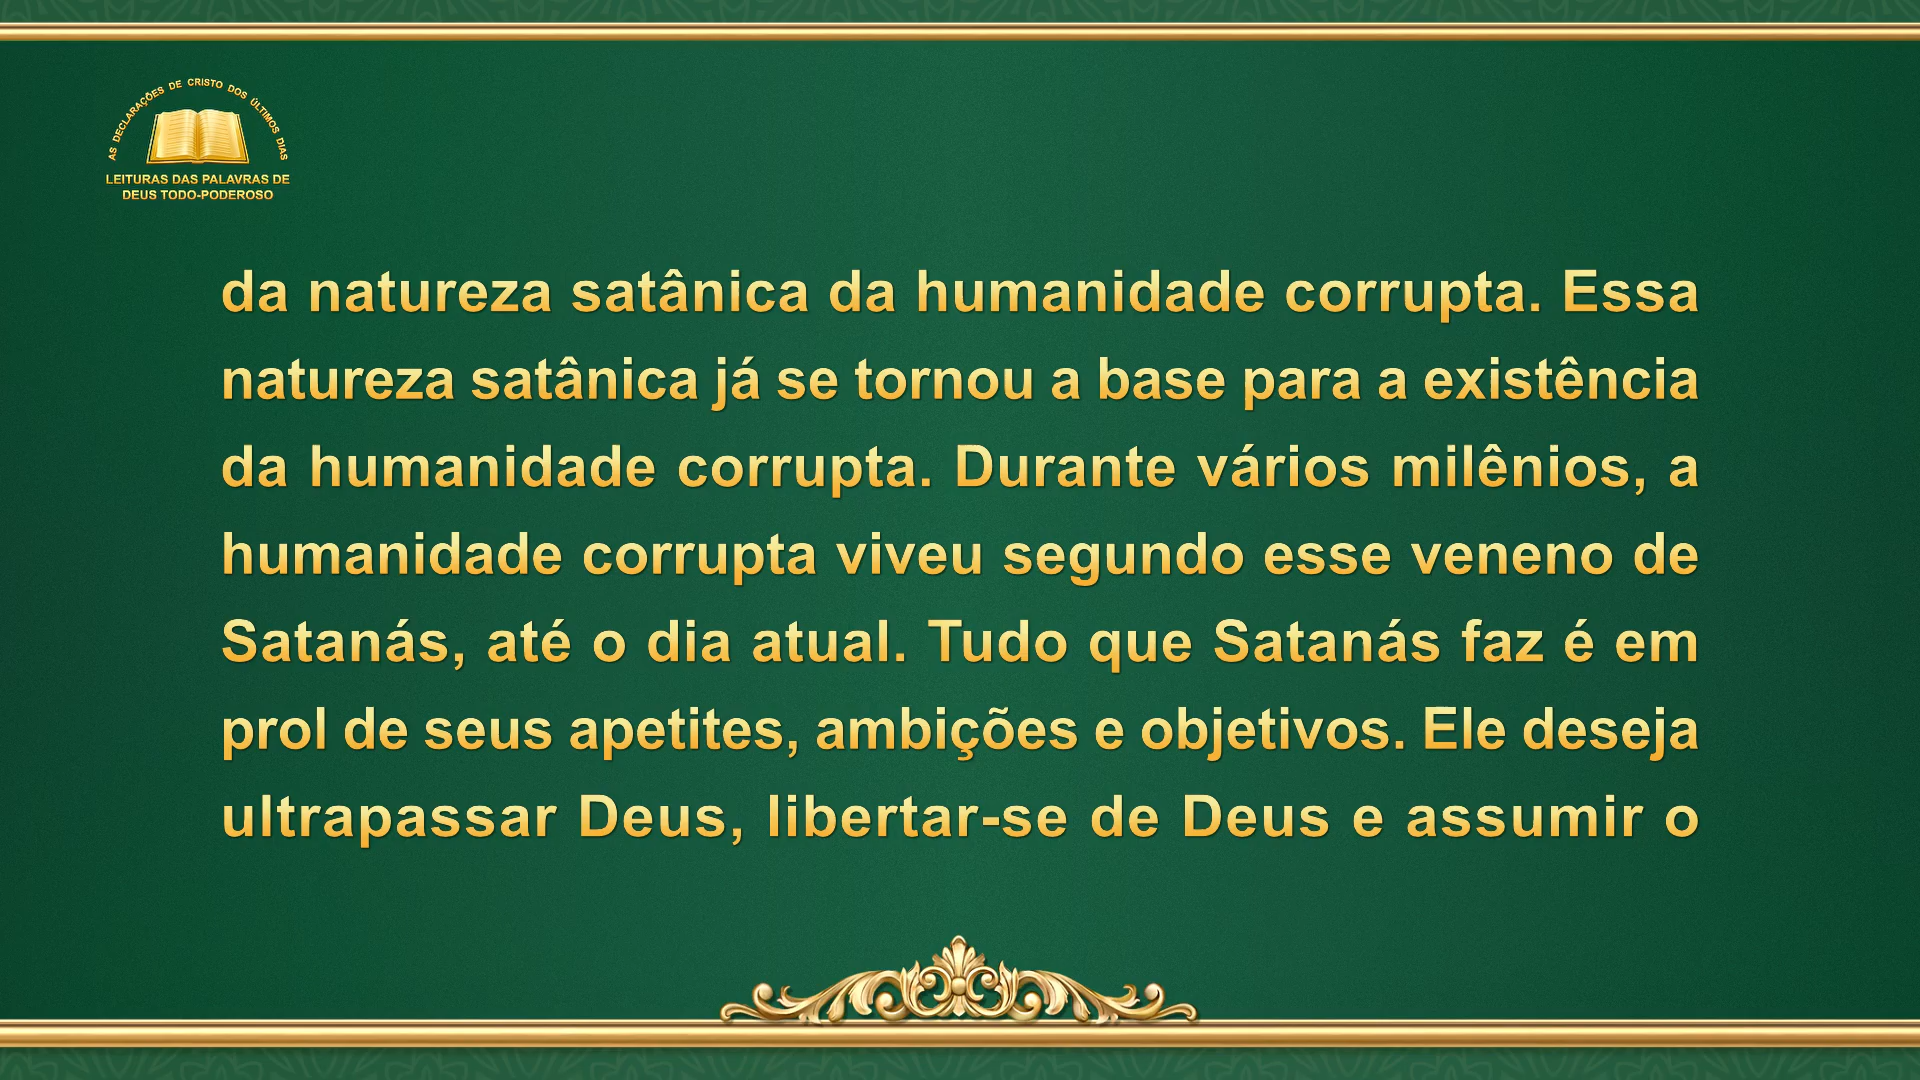 AS DECLARAÇÕES DE CRISTO DOS ÚLTIMOS DIAS
LEITURAS DAS PALAVRAS DE
DEUS TODO-PODEROSO
da natureza satânica da humanidade corrupta. Essa
natureza satânica já se tornou a base para a existência
da humanidade corrupta. Durante vários milênios, a
humanidade corrupta viveu segundo esse veneno de
Satanás, até o dia atual. Tudo que Satanás faz é em
prol de seus apetites, ambições e objetivos. Ele deseja
ultrapassar Deus, libertar-se de Deus e assumir o